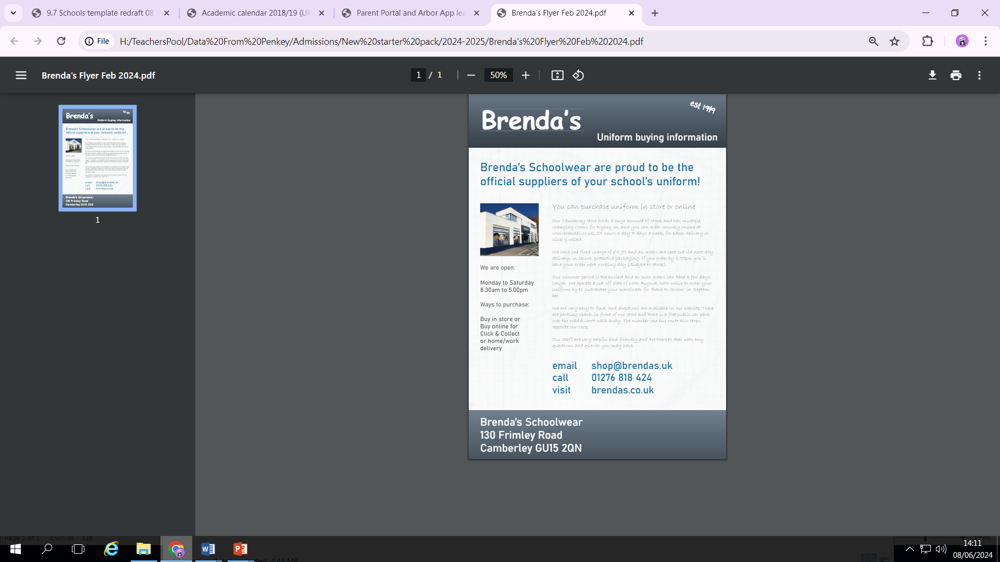 9.7 Schools template redraft 08
Academic calendar 2018/19 (UK
Parent Portal and Arbor App lea
Brenda's Flyer Feb 2024.pdf
File
H:/TeachersPool/Data%20From%20Penkey/Admissions/New%20starter%20pack/2024-2025/Brenda's%20Flyer%20Feb%202024.pdf
Brenda's Flyer Feb 2024.pdf
1 / 1
50%
1
Brenda's
est 1949
Uniform buying information
Brenda's Schoolwear are proud to be the
official suppliers of your school's uniform!
We are open:
Monday to Saturday
8.30am to 5.00pm
Ways to purchase:
Buy in store or
Buy online for
Click & Collect
or home/work
delivery
You can purchase uniform in store or online
Our Camberley store holds a huge amount of stock and has multiple
changing rooms for trying on, and you can order securely online at
www.brendas.co.uk, 24 hours a day 7 days a week, for either delivery or
click & collect.
We have one fixed charge of £4.95 and all orders are sent out via next day
delivery, in secure, protective packaging. If you order by 3.00pm you'll
have your order next working day (Subject to stock).
Our summer period is the busiest and as such orders can take a few days
longer. We operate a cut off date of 14th August, with which to order your
uniform by to guarantee your schoolwear for 'Back to School' in Septem-
ber.
We are very easy to find, and directions are available on our website. There
are parking spaces in front of our store and there is a free public car park
over the road a short walk away. The number one bus route also stops
opposite our shop.
Our staff are very helpful and friendly and are there to deal with any
questions and queries you may have.
email shop@brendas.uk
call 01276 818 424
visit brendas.co.uk
Brenda's Schoolwear
130 Frimley Road
Camberley GU15 2QN
Page 1 of 1 0 words
4.43 MB
14:11
08/06/2024